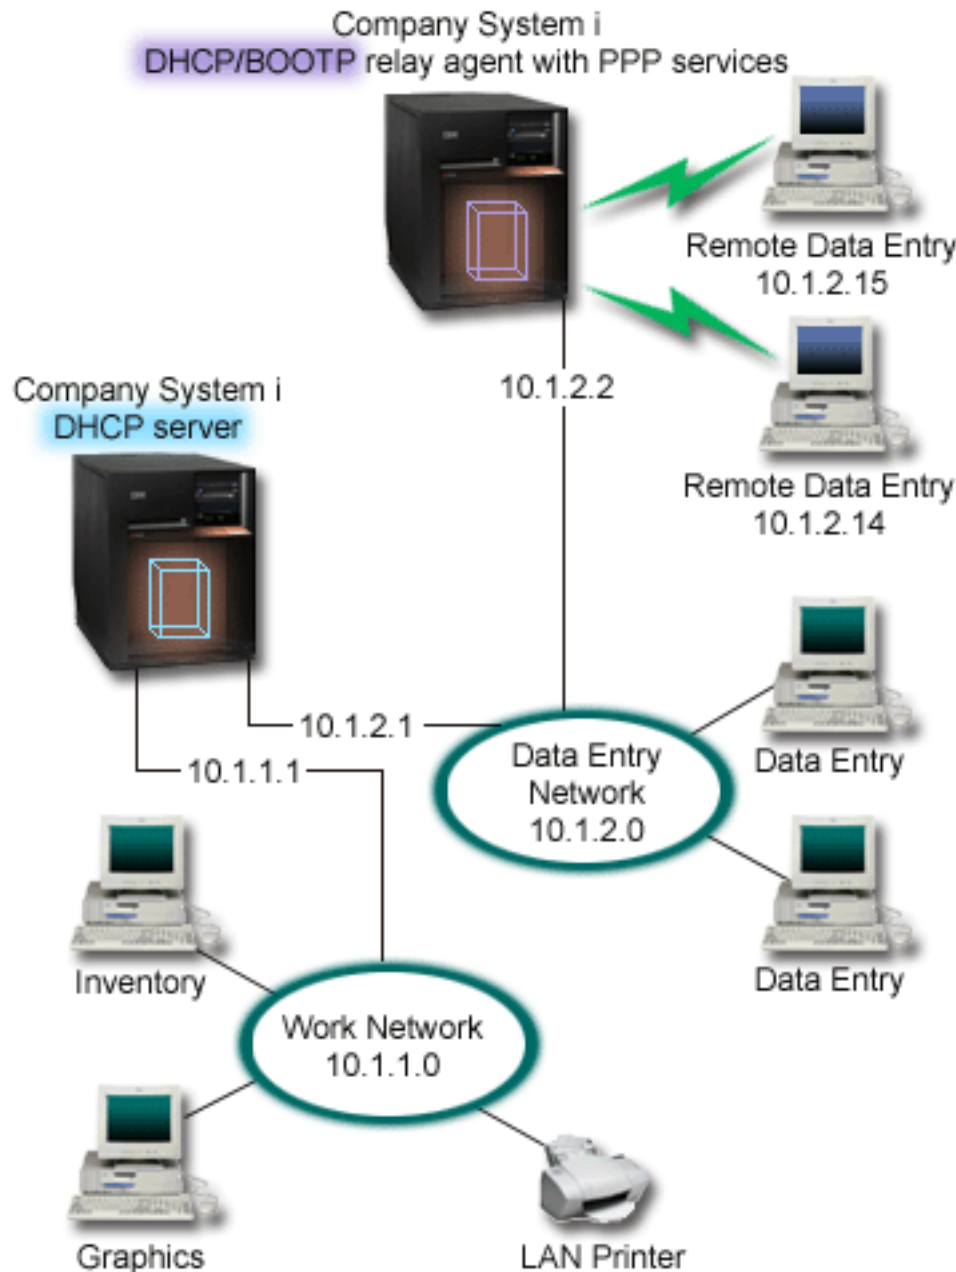 Company System i
DHCP/BOOTP relay agent with PPP services
Remote Data Entry
10.1.2.15
10.1.2.2
Company System i
DHCP server
Remote Data Entry
10.1.2.14
10.1.2.1
10.1.1.1
Data Entry
Network
10.1.2.0
Data Entry
Data Entry
Inventory
Work Network
10.1.1.0
Graphics
LAN Printer